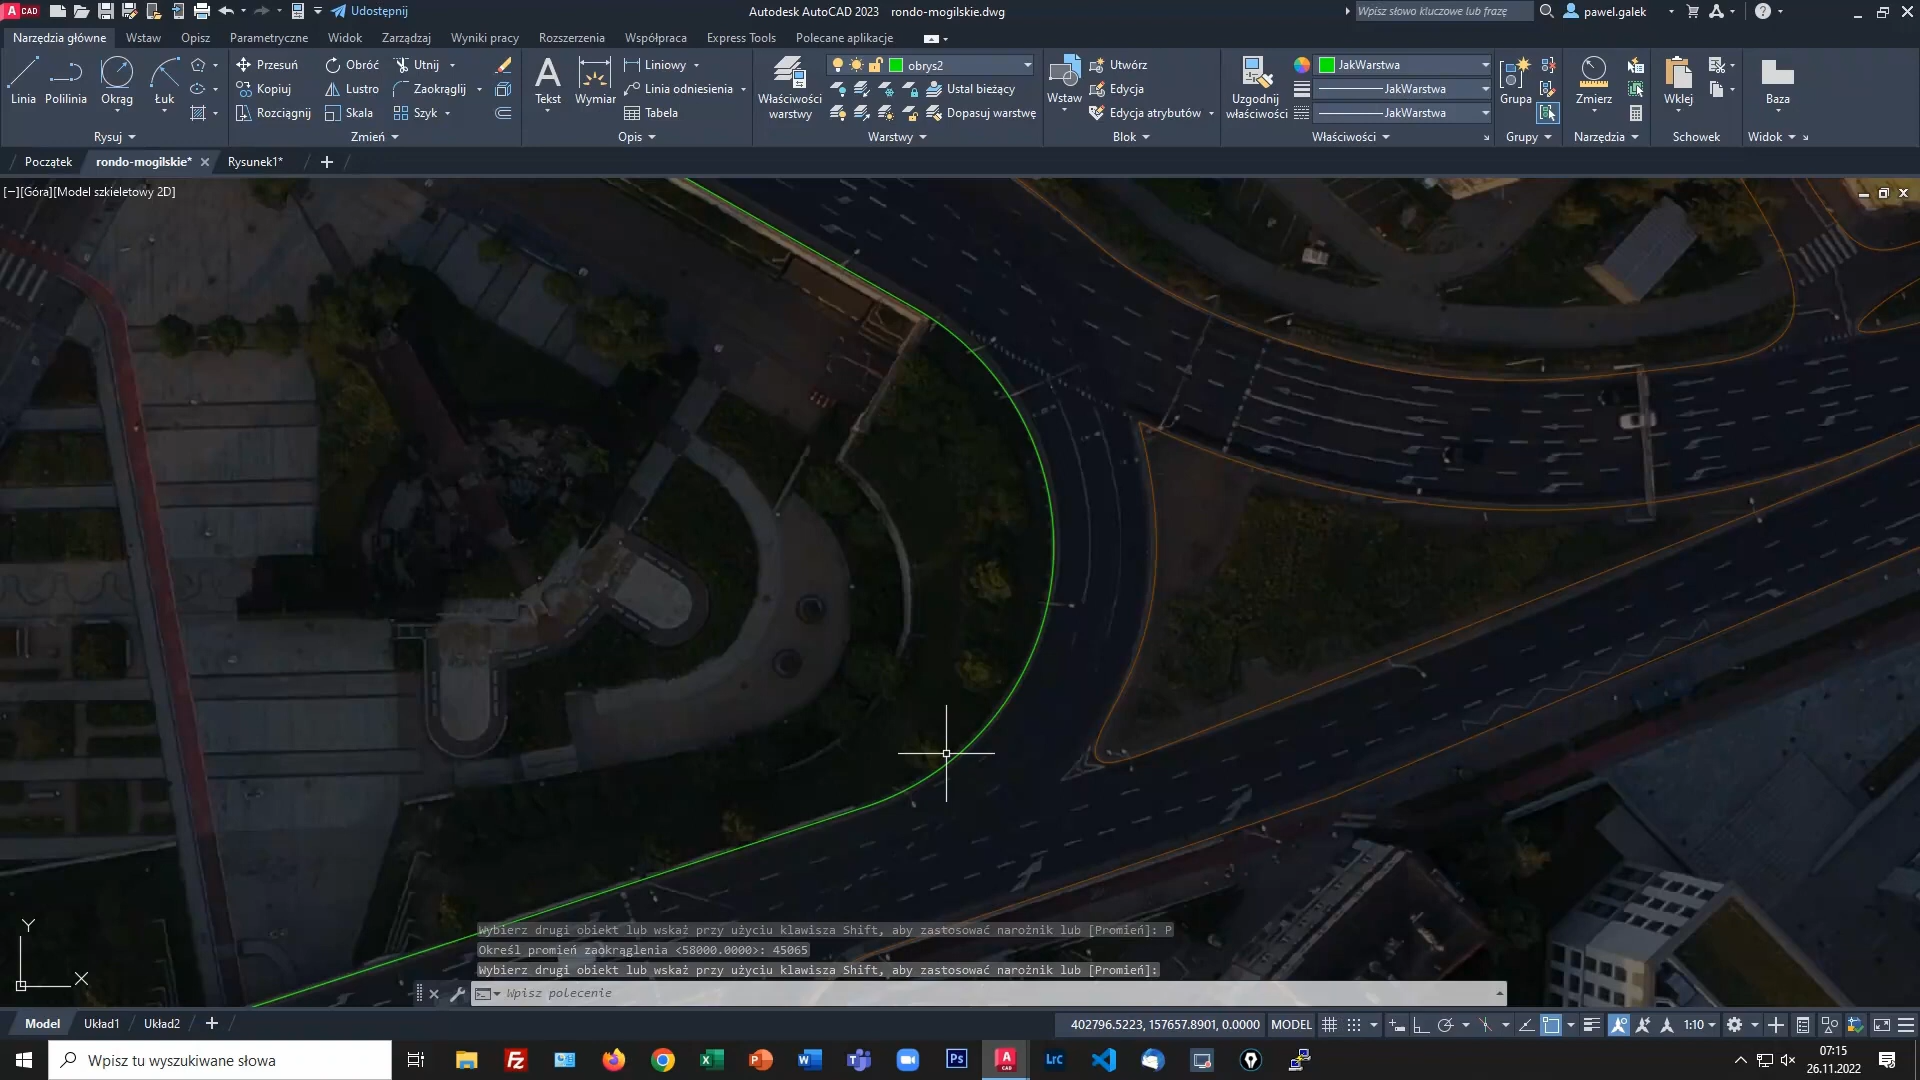 A CAD
Udostępnij
Autodesk AutoCAD 2023 rondo-mogilskie.dwg
Wpisz słowo kluczowe lub frazę
pawel.galek
Narzędzia główne Wstaw Opisz Parametryczne Widok Zarządzaj Wyniki pracy Rozszerzenia Współpraca Express Tools Polecane aplikacje
Linia
Polilinia
Okrąg
Łuk
Rysuj
Przesuń
Obróć
Utnij
Kopiuj
Lustro
Zaokrąglij
Rozciągnij
Skala
Szyk
Zmień
Tekst
Wymiar
Liniowy
Linia odniesienia
Tabela
Opis
Właściwości warstwy
obrys2
Ustal bieżący
Dopasuj warstwę
Warstwy
Wstaw
Utwórz
Edycja
Edycja atrybutów
Blok
Uzgodnij właściwości
JakWarstwa
JakWarstwa
JakWarstwa
Właściwości
Grupa
Grupy
Zmierz
Narzędzia
Wklej
Schowek
Baza
Widok
Początek rondo-mogilskie* Rysunek1*
[−][Góra][Model szkieletowy 2D]
Y
X
Wybierz drugi obiekt lub wskaż przy użyciu klawisza Shift, aby zastosować narożnik lub [Promień]: P
Określ promień zaokrąglenia <58000.0000>: 45065
Wybierz drugi obiekt lub wskaż przy użyciu klawisza Shift, aby zastosować narożnik lub [Promień]:
Wpisz polecenie
Model Układ1 Układ2
402796.5223, 157657.8901, 0.0000 MODEL
1:10
Wpisz tu wyszukiwane słowa
Fz
Ps
A CAD
Lrc
07:15
26.11.2022